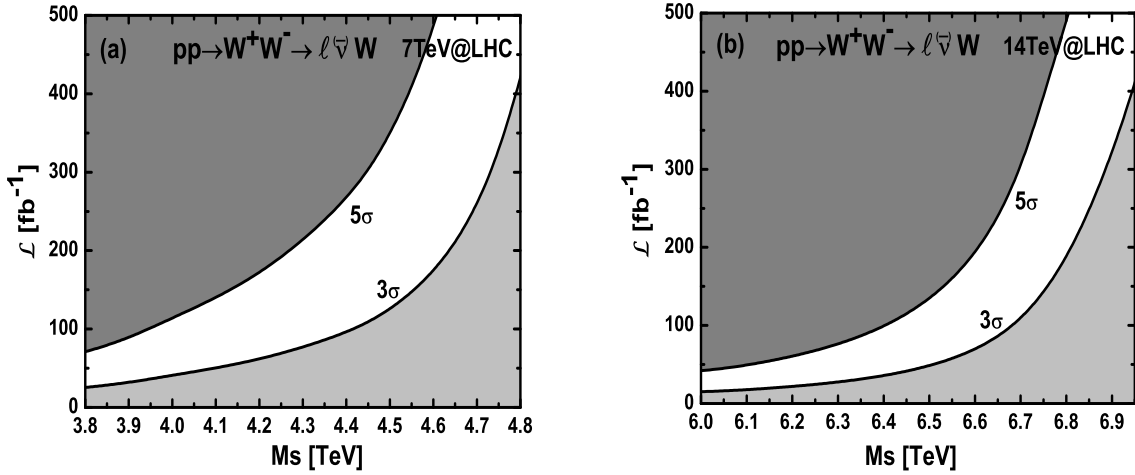 (a) pp→W⁺W⁻→ℓ(ν̄)W 7TeV@LHC
500
400
300
200
100
0
ℒ [fb⁻¹]
5σ
3σ
3.8 3.9 4.0 4.1 4.2 4.3 4.4 4.5 4.6 4.7 4.8
Ms [TeV]
(b) pp→W⁺W⁻→ℓ(ν̄)W 14TeV@LHC
500
400
300
200
100
0
ℒ [fb⁻¹]
5σ
3σ
6.0 6.1 6.2 6.3 6.4 6.5 6.6 6.7 6.8 6.9
Ms [TeV]